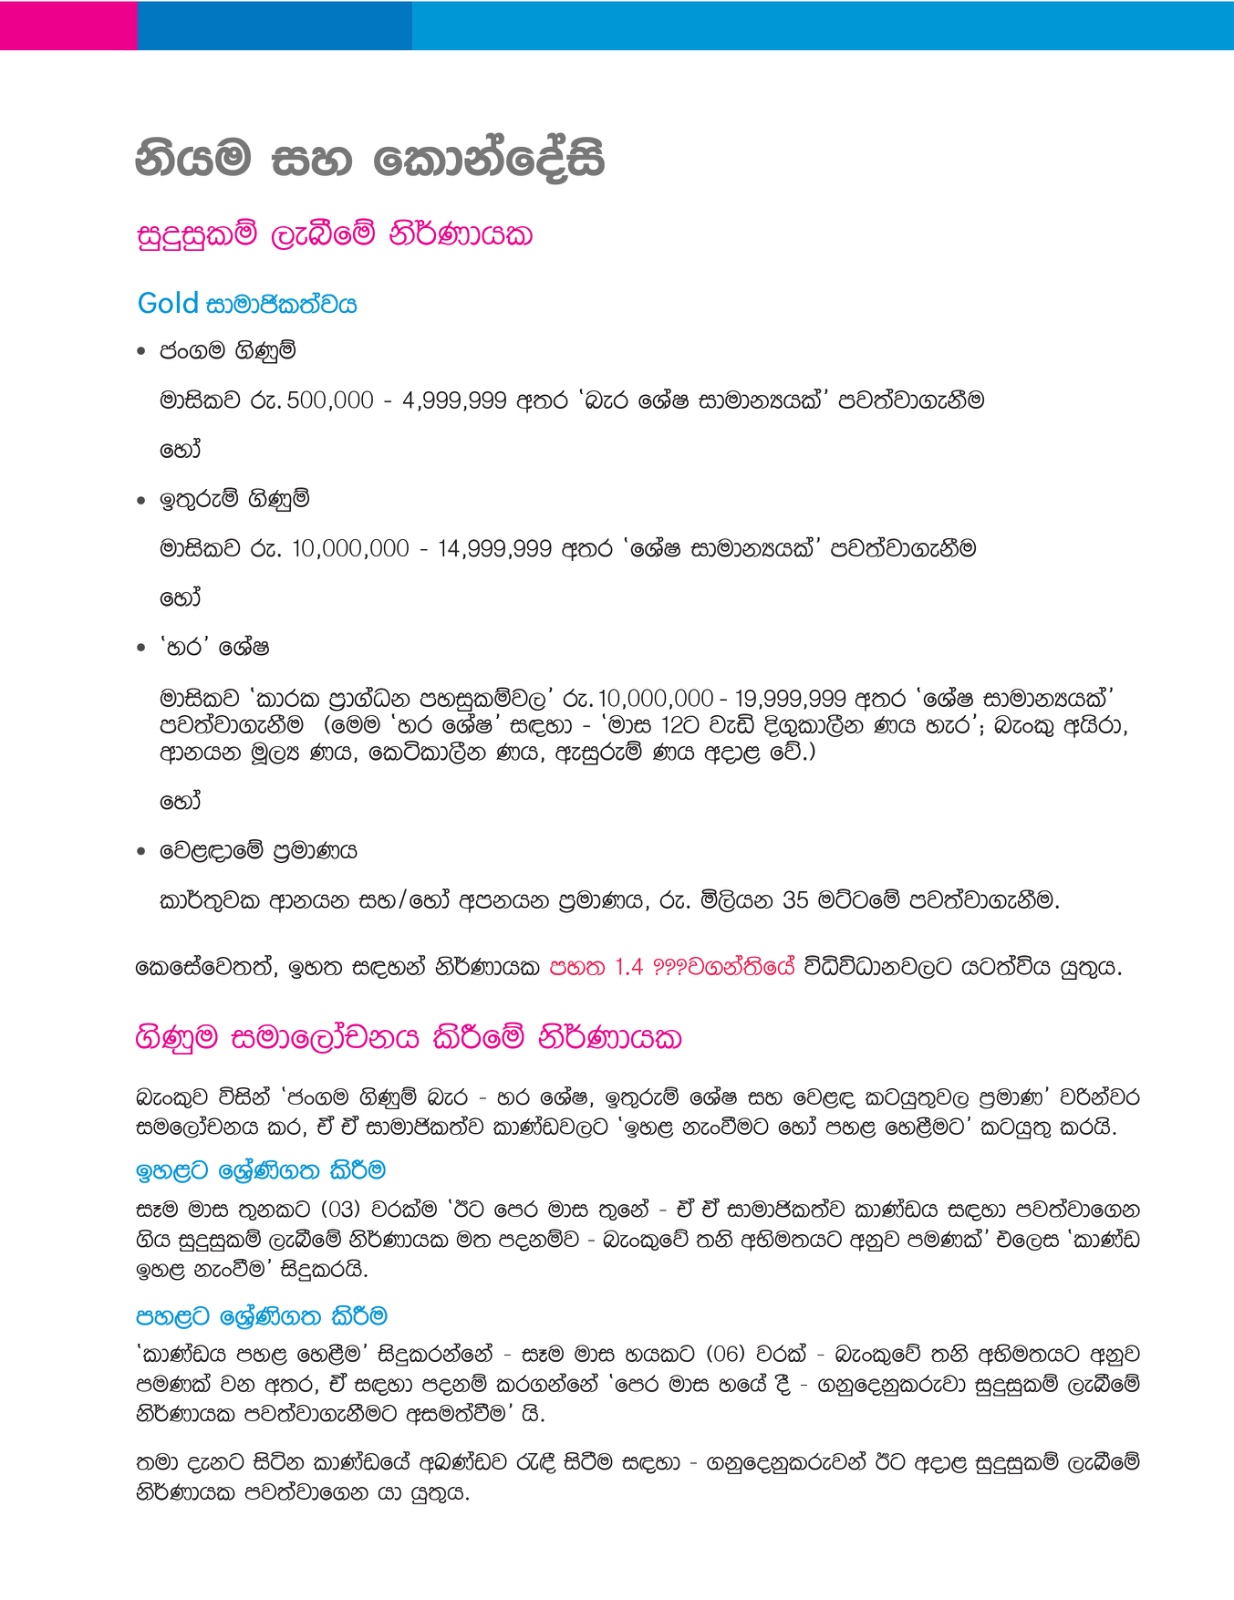 නියම සහ කොන්දේසි
සුදුසුකම් ලැබීමේ නිර්ණායක
Gold සාමාජිකත්වය
• ජංගම ගිණුම්
මාසිකව රු. 500,000 - 4,999,999 අතර ‘බැර ශේෂ සාමාන්‍යයක්’ පවත්වාගැනීම
හෝ
• ඉතුරුම් ගිණුම්
මාසිකව රු. 10,000,000 - 14,999,999 අතර ‘ශේෂ සාමාන්‍යයක්’ පවත්වාගැනීම
හෝ
• ‘හර’ ශේෂ
මාසිකව ‘කාරක ප්‍රාග්ධන පහසුකම්වල’ රු. 10,000,000 - 19,999,999 අතර ‘ශේෂ සාමාන්‍යයක්’
පවත්වාගැනීම (මෙම ‘හර ශේෂ’ සඳහා - ‘මාස 12ට වැඩි දිගුකාලීන ණය හැර’; බැංකු අයිරා,
ආනයන මූල්‍ය ණය, කෙටිකාලීන ණය, ඇසුරුම් ණය අදාළ වේ.)
හෝ
• වෙළඳාමේ ප්‍රමාණය
කාර්තුවක ආනයන සහ/හෝ අපනයන ප්‍රමාණය, රු. මිලියන 35 මට්ටමේ පවත්වාගැනීම.
කෙසේවෙතත්, ඉහත සඳහන් නිර්ණායක පහත 1.4 ???වගන්තියේ විධිවිධානවලට යටත්විය යුතුය.
ගිණුම සමාලෝචනය කිරීමේ නිර්ණායක
බැංකුව විසින් ‘ජංගම ගිණුම් බැර - හර ශේෂ, ඉතුරුම් ශේෂ සහ වෙළඳ කටයුතුවල ප්‍රමාණ’ වරින්වර
සමලෝචනය කර, ඒ ඒ සාමාජිකත්ව කාණ්ඩවලට ‘ඉහළ නැංවීමට හෝ පහළ හෙළීමට’ කටයුතු කරයි.
ඉහළට ශ්‍රේණිගත කිරීම
සෑම මාස තුනකට (03) වරක්ම ‘ඊට පෙර මාස තුනේ - ඒ ඒ සාමාජිකත්ව කාණ්ඩය සඳහා පවත්වාගෙන
ගිය සුදුසුකම් ලැබීමේ නිර්ණායක මත පදනම්ව - බැංකුවේ තනි අභිමතයට අනුව පමණක්’ එලෙස ‘කාණ්ඩ
ඉහළ නැංවීම’ සිදුකරයි.
පහළට ශ්‍රේණිගත කිරීම
‘කාණ්ඩය පහළ හෙළීම’ සිදුකරන්නේ - සෑම මාස හයකට (06) වරක් - බැංකුවේ තනි අභිමතයට අනුව
පමණක් වන අතර, ඒ සඳහා පදනම් කරගන්නේ ‘පෙර මාස හයේ දී - ගනුදෙනුකරුවා සුදුසුකම් ලැබීමේ
නිර්ණායක පවත්වාගැනීමට අසමත්වීම’ යි.
තමා දැනට සිටින කාණ්ඩයේ අඛණ්ඩව රැඳී සිටීම සඳහා - ගනුදෙනුකරුවන් ඊට අදාළ සුදුසුකම් ලැබීමේ
නිර්ණායක පවත්වාගෙන යා යුතුය.